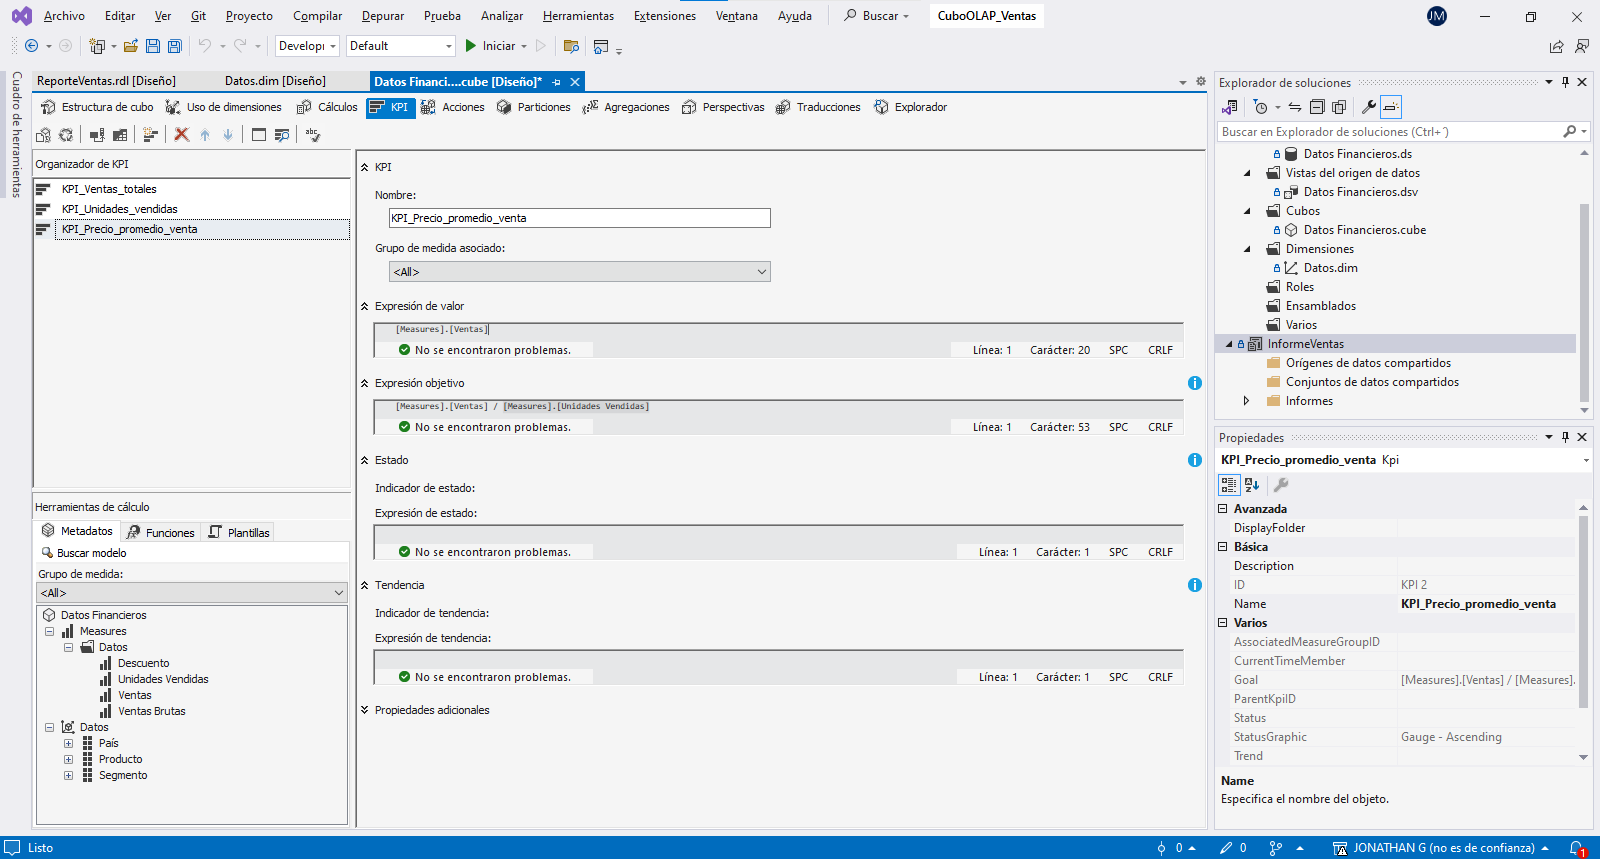 Archivo Editar Ver Git Proyecto Compilar Depurar Prueba Analizar Herramientas Extensiones Ventana Ayuda Buscar CuboOLAP_Ventas JM
Developi Default Iniciar
Cuadro de herramientas
ReporteVentas.rdl [Diseño] Datos.dim [Diseño] Datos Financi....cube [Diseño]*
Estructura de cubo Uso de dimensiones Cálculos KPI Acciones Particiones Agregaciones Perspectivas Traducciones Explorador
Organizador de KPI
KPI_Ventas_totales
KPI_Unidades_vendidas
KPI_Precio_promedio_venta
Herramientas de cálculo
Metadatos Funciones Plantillas
Buscar modelo
Grupo de medida:
<All>
Datos Financieros
Measures
Datos
Descuento
Unidades Vendidas
Ventas
Ventas Brutas
Datos
País
Producto
Segmento
KPI
Nombre:
KPI_Precio_promedio_venta
Grupo de medida asociado:
<All>
Expresión de valor
[Measures].[Ventas]
No se encontraron problemas. Línea: 1 Carácter: 20 SPC CRLF
Expresión objetivo
[Measures].[Ventas] / [Measures].[Unidades Vendidas]
No se encontraron problemas. Línea: 1 Carácter: 53 SPC CRLF
Estado
Indicador de estado:
Expresión de estado:
No se encontraron problemas. Línea: 1 Carácter: 1 SPC CRLF
Tendencia
Indicador de tendencia:
Expresión de tendencia:
No se encontraron problemas. Línea: 1 Carácter: 1 SPC CRLF
Propiedades adicionales
Explorador de soluciones
Buscar en Explorador de soluciones (Ctrl+´)
Datos Financieros.ds
Vistas del origen de datos
Datos Financieros.dsv
Cubos
Datos Financieros.cube
Dimensiones
Datos.dim
Roles
Ensamblados
Varios
InformeVentas
Orígenes de datos compartidos
Conjuntos de datos compartidos
Informes
Propiedades
KPI_Precio_promedio_venta Kpi
Avanzada
DisplayFolder
Básica
Description
ID KPI 2
Name KPI_Precio_promedio_venta
Varios
AssociatedMeasureGroupID
CurrentTimeMember
Goal [Measures].[Ventas] / [Measures].
ParentKpiID
Status
StatusGraphic Gauge - Ascending
Trend
Name
Especifica el nombre del objeto.
Listo 0 0 JONATHAN G (no es de confianza) 1